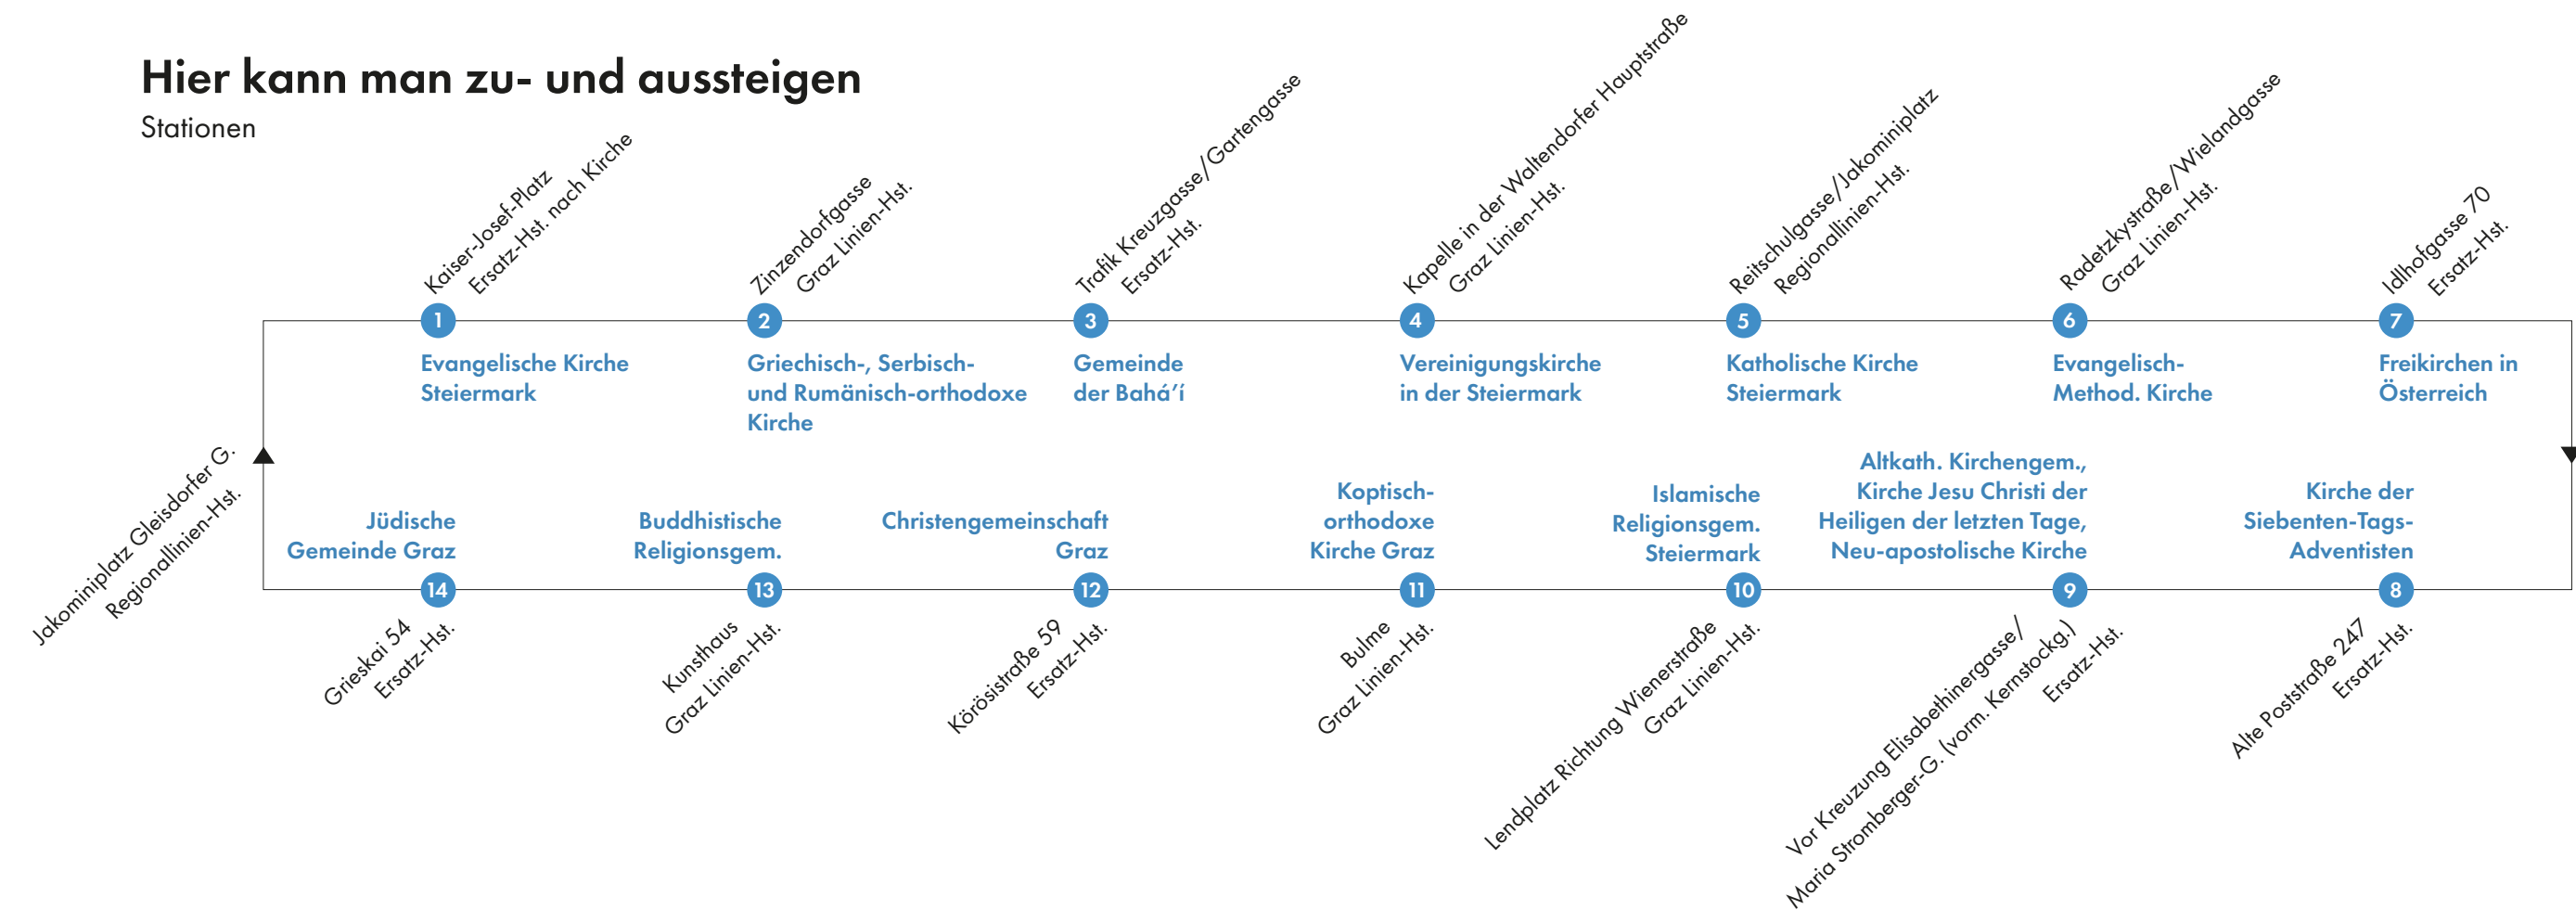 Hier kann man zu- und aussteigen
Stationen
Kaiser-Josef-Platz
Ersatz-Hst. nach Kirche
1
Evangelische Kirche
Steiermark
Zinzendorfgasse
Graz Linien-Hst.
2
Griechisch-, Serbisch-
und Rumänisch-orthodoxe
Kirche
Trafik Kreuzgasse/Gartengasse
Ersatz-Hst.
3
Gemeinde
der Bahá’í
Kapelle in der Waltendorfer Hauptstraße
Graz Linien-Hst.
4
Vereinigungskirche
in der Steiermark
Reitschulgasse/Jakominiplatz
Regionallinien-Hst.
5
Katholische Kirche
Steiermark
Radetzkystraße/Wielandgasse
Graz Linien-Hst.
6
Evangelisch-
Method. Kirche
Idlhofgasse 70
Ersatz-Hst.
7
Freikirchen in
Österreich
Kirche der
Siebenten-Tags-
Adventisten
8
Alte Poststraße 247
Ersatz-Hst.
Altkath. Kirchengem.,
Kirche Jesu Christi der
Heiligen der letzten Tage,
Neu-apostolische Kirche
9
Vor Kreuzung Elisabethinergasse/
Maria Stromberger-G. (vorm. Kernstockg.)
Ersatz-Hst.
Islamische
Religionsgem.
Steiermark
10
Lendplatz Richtung Wienerstraße
Graz Linien-Hst.
Koptisch-
orthodoxe
Kirche Graz
11
Bulme
Graz Linien-Hst.
Christengemeinschaft
Graz
12
Körösistraße 59
Ersatz-Hst.
Buddhistische
Religionsgem.
13
Kunsthaus
Graz Linien-Hst.
Jüdische
Gemeinde Graz
14
Grieskai 54
Ersatz-Hst.
Jakominiplatz Gleisdorfer G.
Regionallinien-Hst.